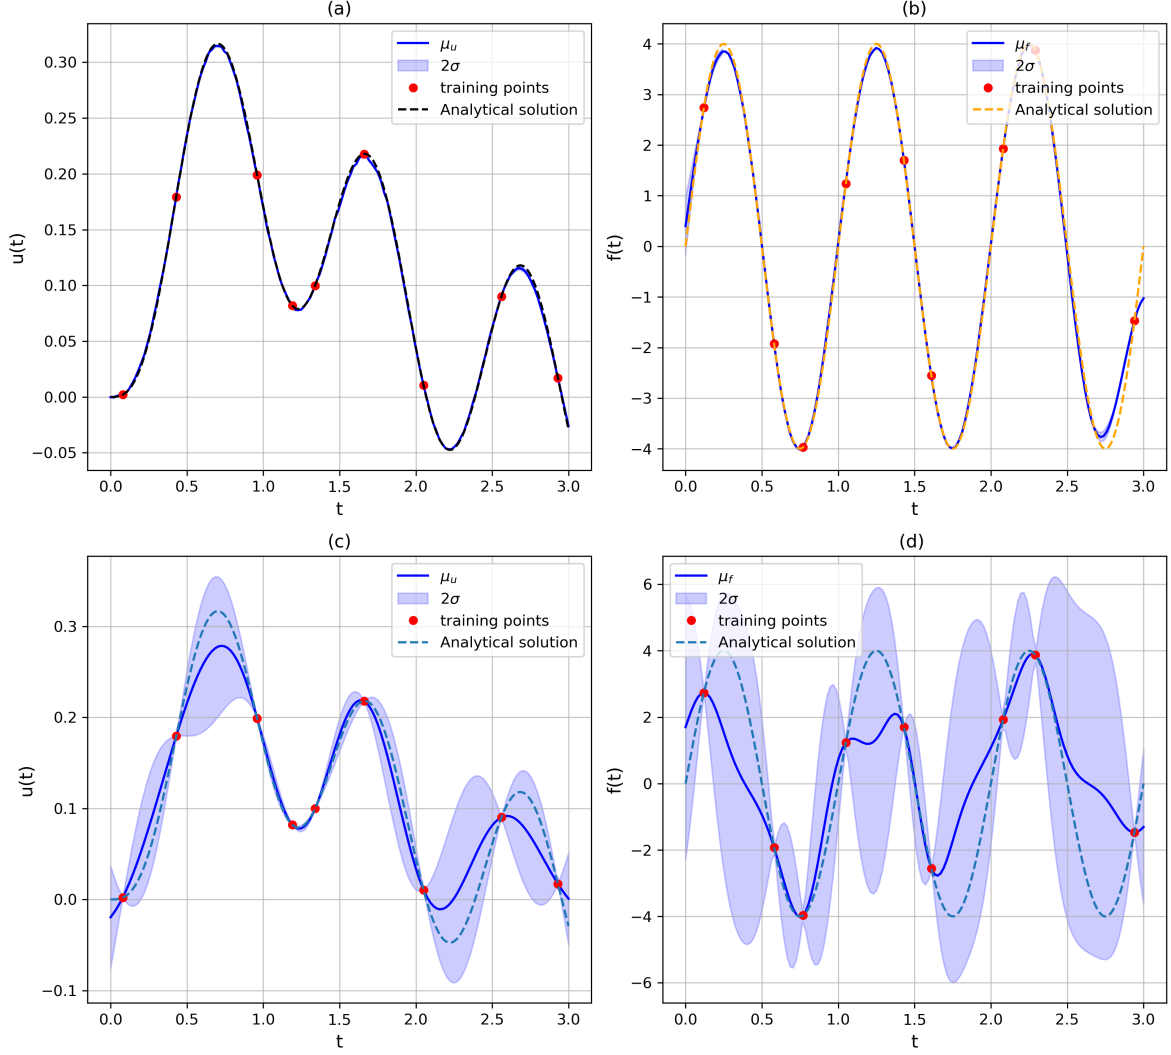 (a)
μ_u
2σ
training points
Analytical solution
u(t)
0.30
0.25
0.20
0.15
0.10
0.05
0.00
−0.05
0.0 0.5 1.0 1.5 2.0 2.5 3.0
t
(b)
μ_f
2σ
training points
Analytical solution
f(t)
4
3
2
1
0
−1
−2
−3
−4
0.0 0.5 1.0 1.5 2.0 2.5 3.0
t
(c)
μ_u
2σ
training points
Analytical solution
u(t)
0.3
0.2
0.1
0.0
−0.1
0.0 0.5 1.0 1.5 2.0 2.5 3.0
t
(d)
μ_f
2σ
training points
Analytical solution
f(t)
6
4
2
0
−2
−4
−6
0.0 0.5 1.0 1.5 2.0 2.5 3.0
t